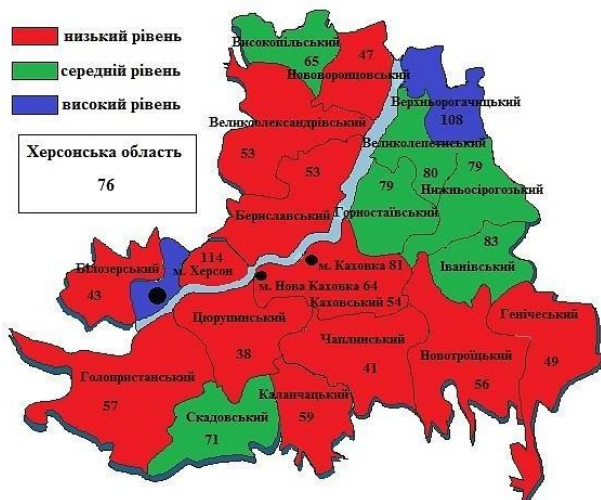 низький рівень
середній рівень
високий рівень
Херсонська область
76
Високопільський
65
47
Нововоронцовський
Верхньорогачицький
108
Великоолександрівський
53
53
Великолепетиський
80
79
79
Нижньосірогозький
Горностаївський
Бериславський
83
Іванівський
114
м. Херсон
Білозерський
43
м. Каховка 81
м. Нова Каховка 64
Каховський 54
Генічеський
49
Цюрупинський
38
Чаплинський
41
Новотроїцький
56
Голопристанський
57
Каланчацький
59
Скадовський
71